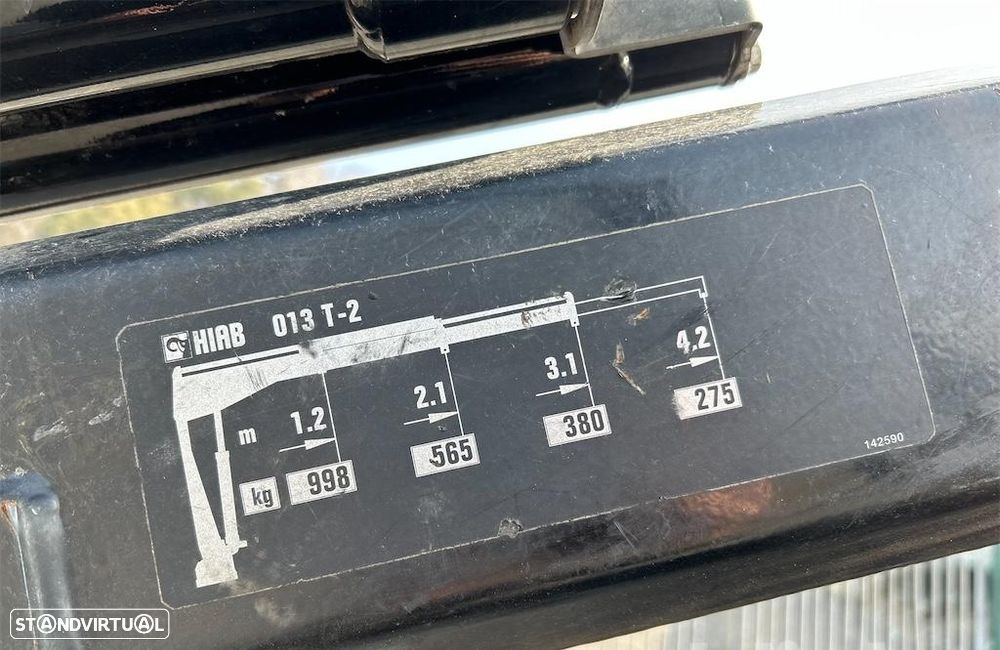 HIAB 013 T-2
m 1.2 2.1 3.1 4.2
kg 998 565 380 275
142590
STANDVIRTUAL